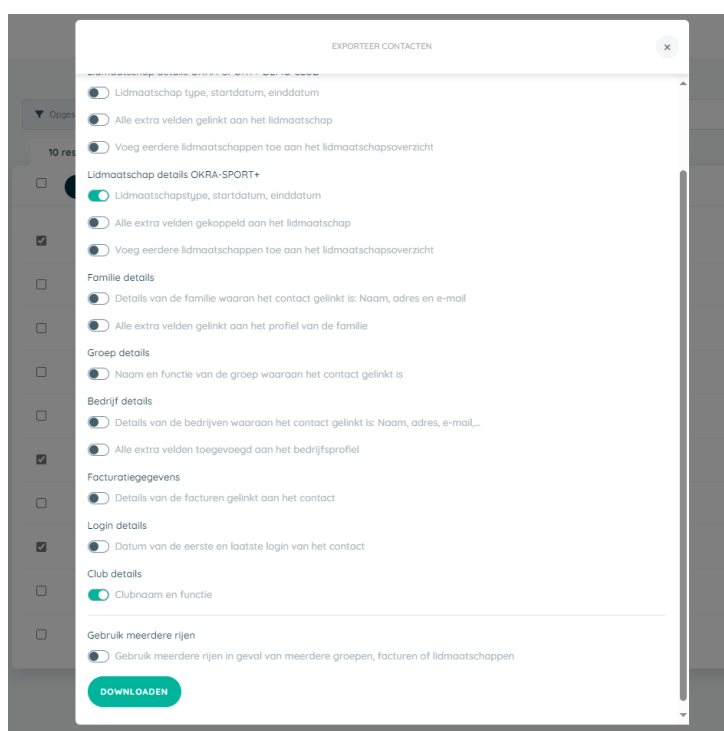 EXPORTEER CONTACTEN
×
Lidmaatschap details OKRA-SPORT+ DEMO CLUB
Lidmaatschap type, startdatum, einddatum
Alle extra velden gelinkt aan het lidmaatschap
Voeg eerdere lidmaatschappen toe aan het lidmaatschapsoverzicht
10 res
Lidmaatschap details OKRA-SPORT+
Lidmaatschapstype, startdatum, einddatum
Alle extra velden gekoppeld aan het lidmaatschap
Voeg eerdere lidmaatschappen toe aan het lidmaatschapsoverzicht
Familie details
Details van de familie waaran het contact gelinkt is: Naam, adres en e-mail
Alle extra velden gelinkt aan het profiel van de familie
Groep details
Naam en functie van de groep waaraan het contact gelinkt is
Bedrijf details
Details van de bedrijven waaraan het contact gelinkt is: Naam, adres, e-mail,...
Alle extra velden toegevoegd aan het bedrijfsprofiel
Facturatiegegevens
Details van de facturen gelinkt aan het contact
Login details
Datum van de eerste en laatste login van het contact
Club details
Clubnaam en functie
Gebruik meerdere rijen
Gebruik meerdere rijen in geval van meerdere groepen, facturen of lidmaatschappen
DOWNLOADEN